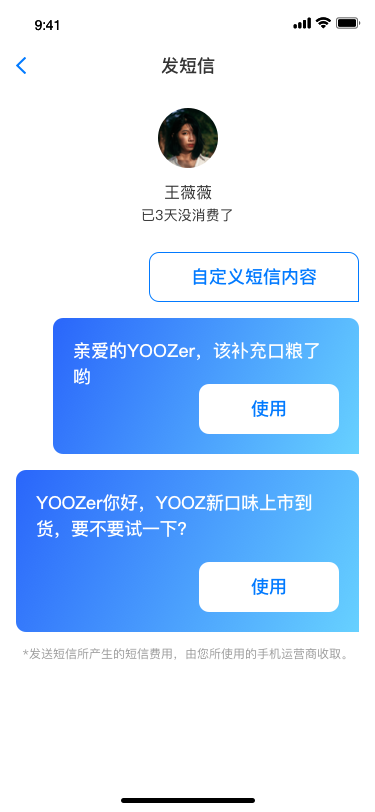 9:41
发短信
王薇薇
已3天没消费了
自定义短信内容
亲爱的YOOZer，该补充口粮了
哟
使用
YOOZer你好，YOOZ新口味上市到
货，要不要试一下？
使用
*发送短信所产生的短信费用，由您所使用的手机运营商收取。